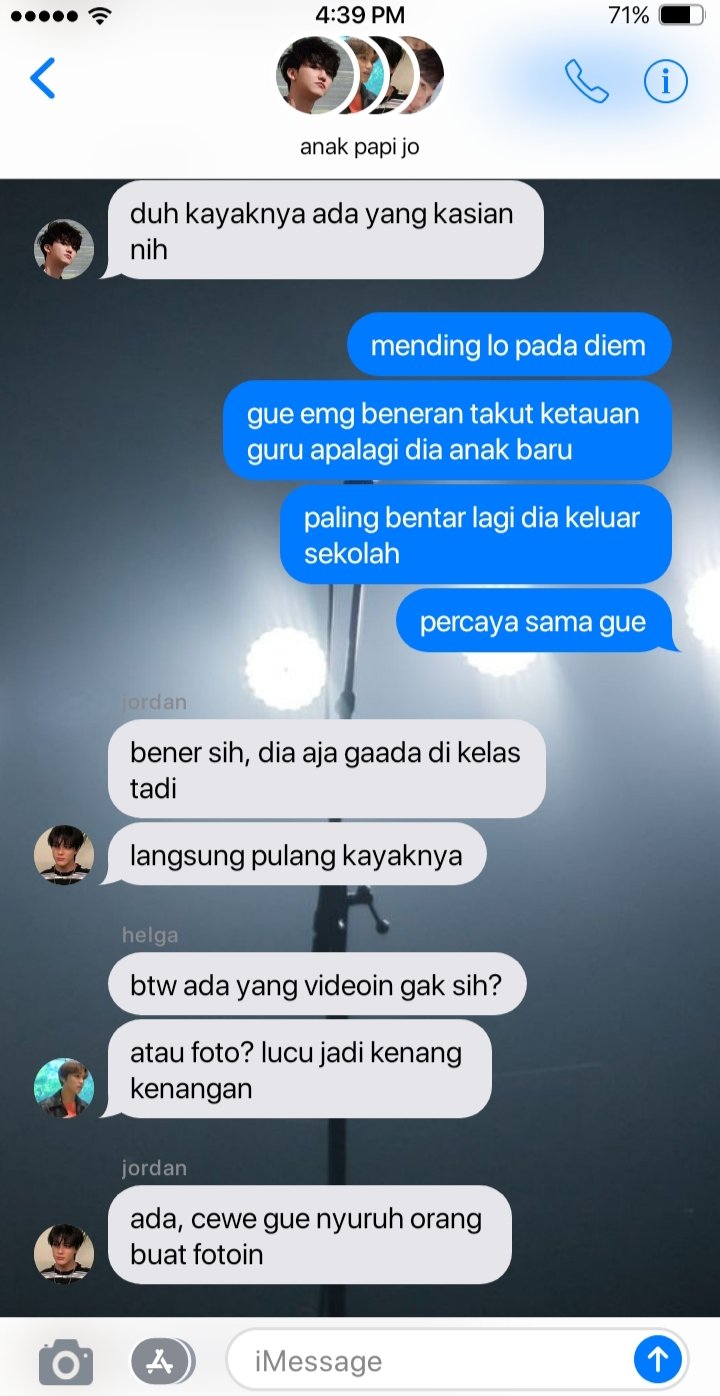 4:39 PM
71%
anak papi jo
duh kayaknya ada yang kasian
nih
mending lo pada diem
gue emg beneran takut ketauan
guru apalagi dia anak baru
paling bentar lagi dia keluar
sekolah
percaya sama gue
jordan
bener sih, dia aja gaada di kelas
tadi
langsung pulang kayaknya
helga
btw ada yang videoin gak sih?
atau foto? lucu jadi kenang
kenangan
jordan
ada, cewe gue nyuruh orang
buat fotoin
iMessage